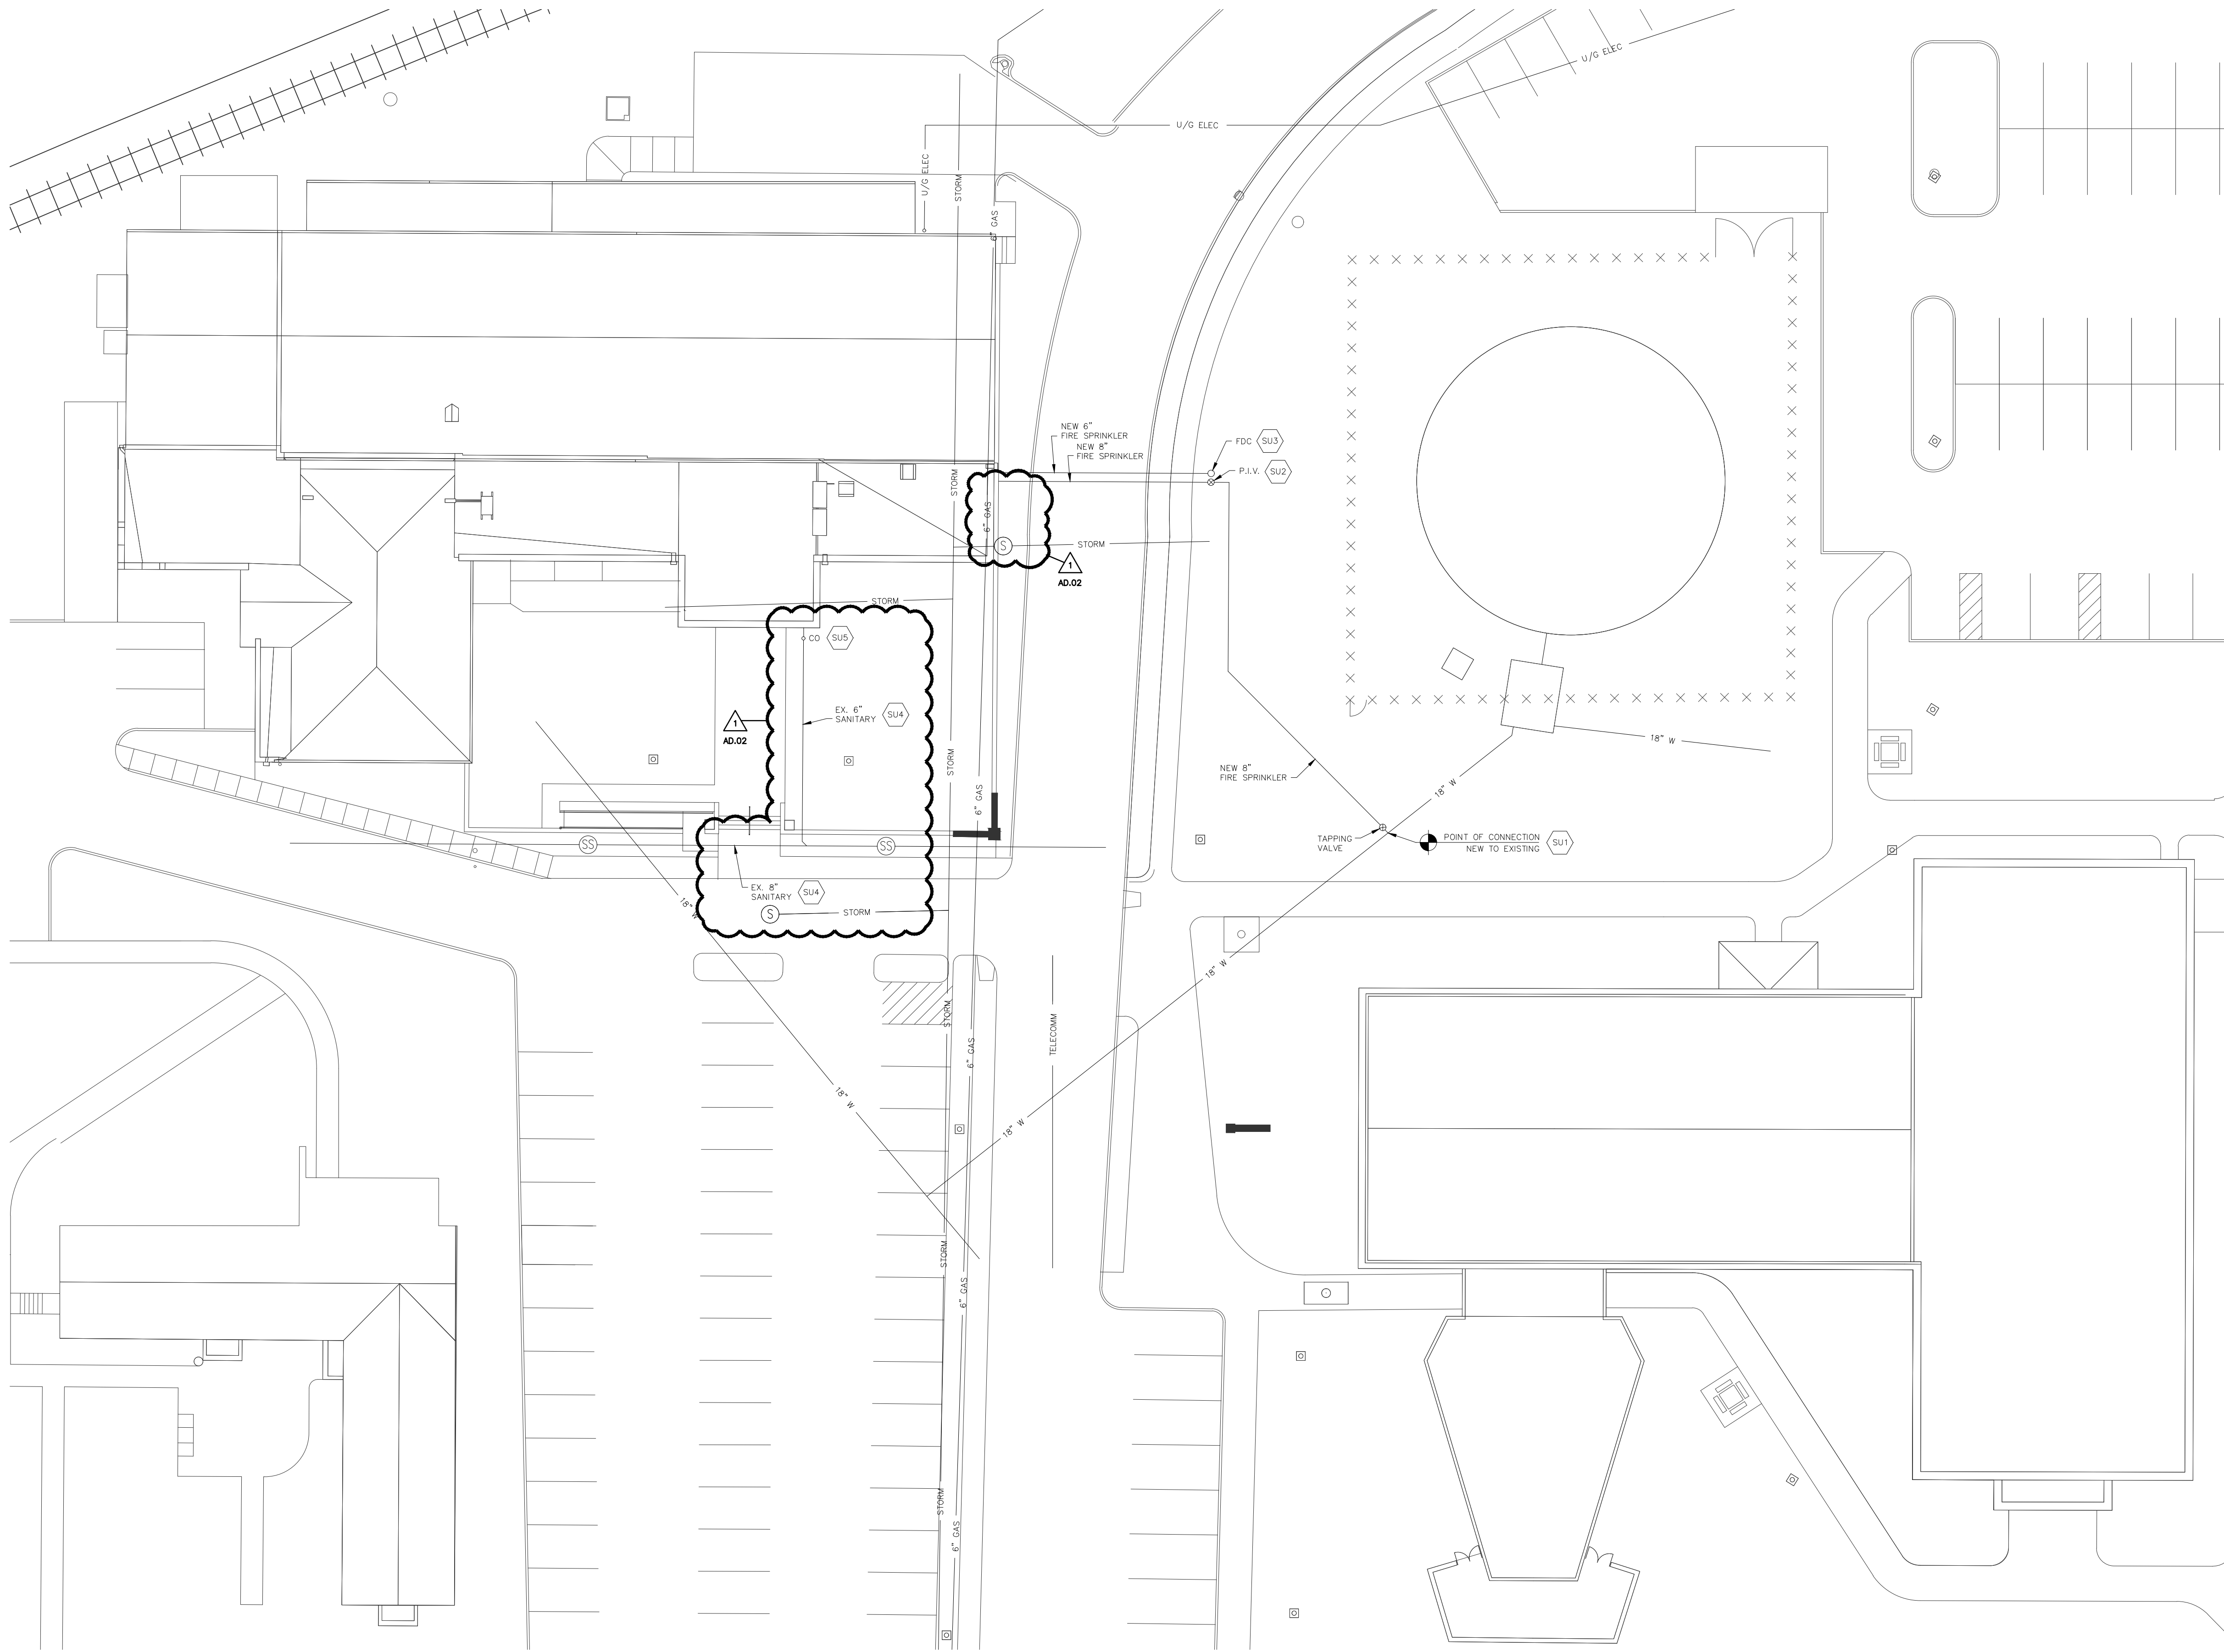 U/G ELEC
U/G ELEC
U/G ELEC
STORM
6" GAS
NEW 6"
FIRE SPRINKLER
NEW 8"
FIRE SPRINKLER
FDC SU3
P.I.V. SU2
STORM
6" GAS
S
STORM
1
AD.02
STORM
CO SU5
EX. 6"
SANITARY SU4
1
AD.02
18" W
STORM
NEW 8"
FIRE SPRINKLER
6" GAS
18" W
TAPPING
VALVE
POINT OF CONNECTION
NEW TO EXISTING
SU1
SS
SS
EX. 8"
SANITARY SU4
18" W
S
STORM
18" W
STORM
TELECOMM
6" GAS
18" W
18" W
STORM
6" GAS
STORM
6" GAS